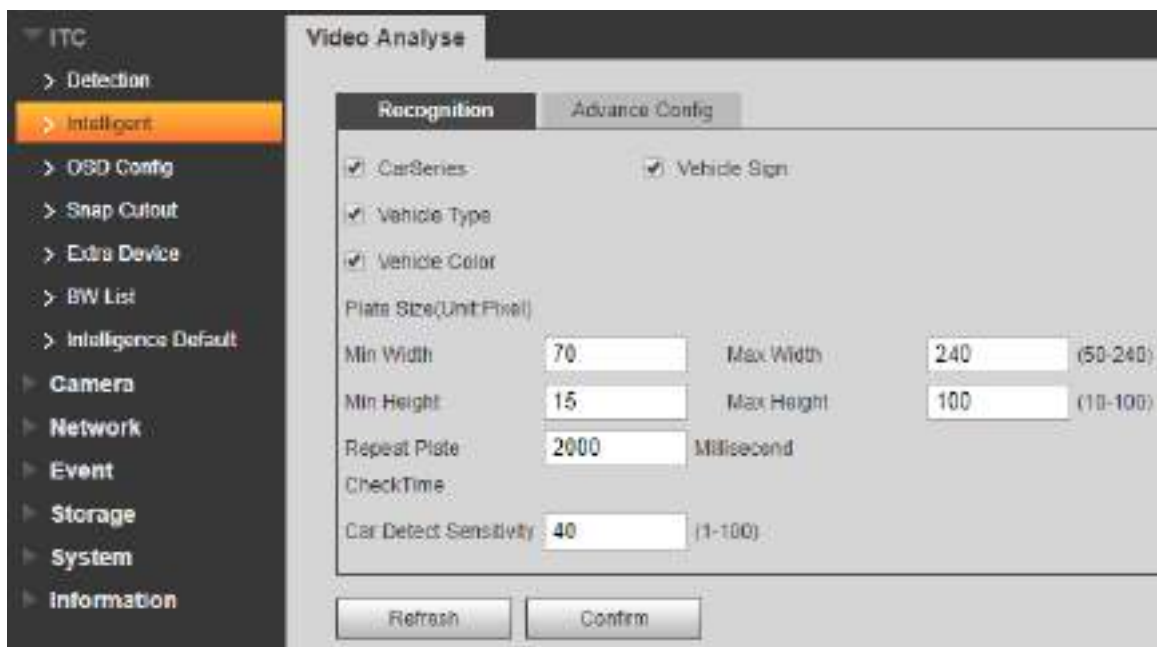 ITC
> Detection
> Intelligent
> OSD Config
> Snap Cutout
> Extra Device
> BW List
> Intelligence Default
Camera
Network
Event
Storage
System
Information
Video Analyse
Recognition Advance Config
CarSeries Vehicle Sign
Vehicle Type
Vehicle Color
Plate Size(Unit:Pixel)
Min Width 70 Max Width 240 (50-240)
Min Height 15 Max Height 100 (10-100)
Repeat Plate 2000 Millisecond
CheckTime
Car Detect Sensitivity 40 (1-100)
Refresh Confirm